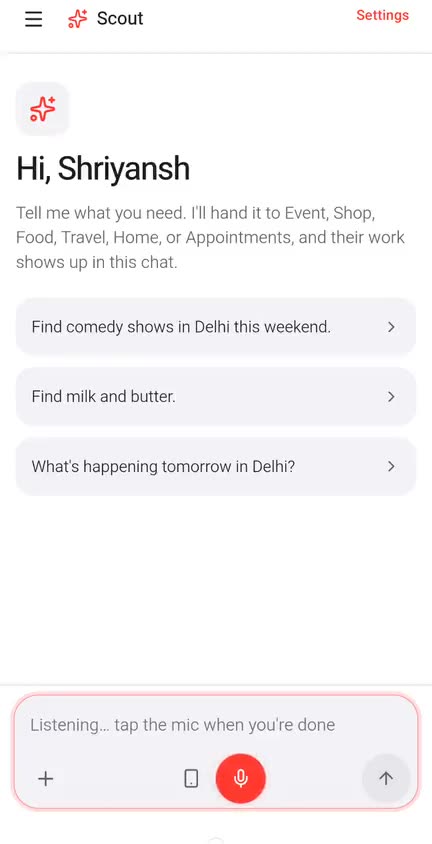 Scout
Settings
Hi, Shriyansh
Tell me what you need. I'll hand it to Event, Shop,
Food, Travel, Home, or Appointments, and their work
shows up in this chat.
Find comedy shows in Delhi this weekend.
Find milk and butter.
What's happening tomorrow in Delhi?
Listening... tap the mic when you're done